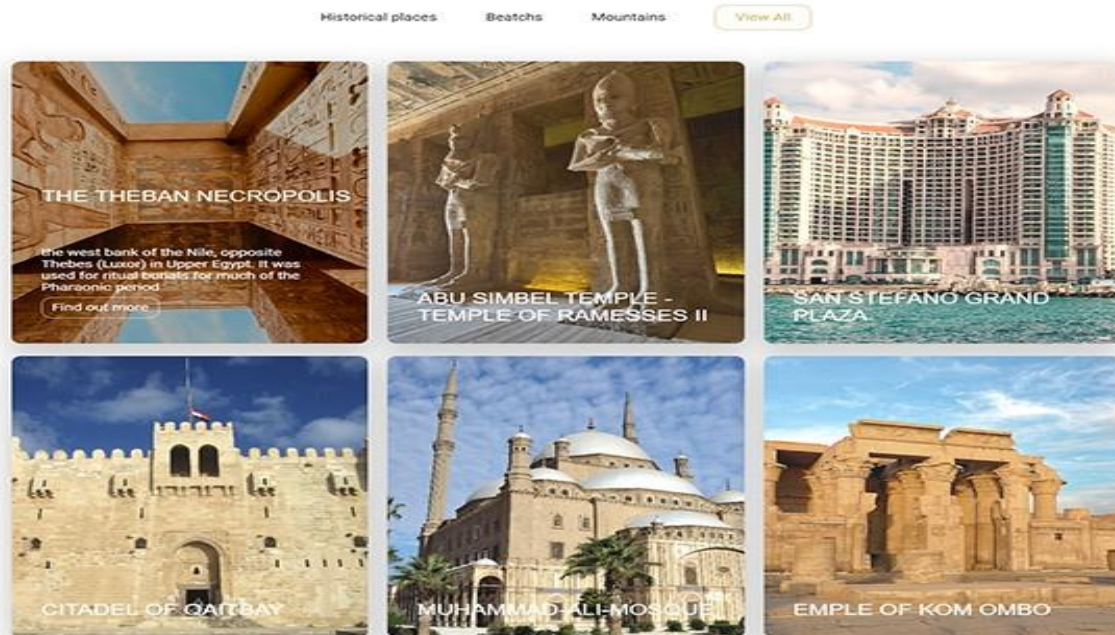 Historical places
Beatchs
Mountains
View All
THE THEBAN NECROPOLIS
the west bank of the Nile, opposite
Thebes (Luxor) in Upper Egypt. It was
used for ritual burials for much of the
Pharaonic period
Find out more
ABU SIMBEL TEMPLE -
TEMPLE OF RAMESSES II
SAN STEFANO GRAND
PLAZA
CITADEL OF QAITBAY
MUHAMMAD-ALI-MOSQUE
EMPLE OF KOM OMBO